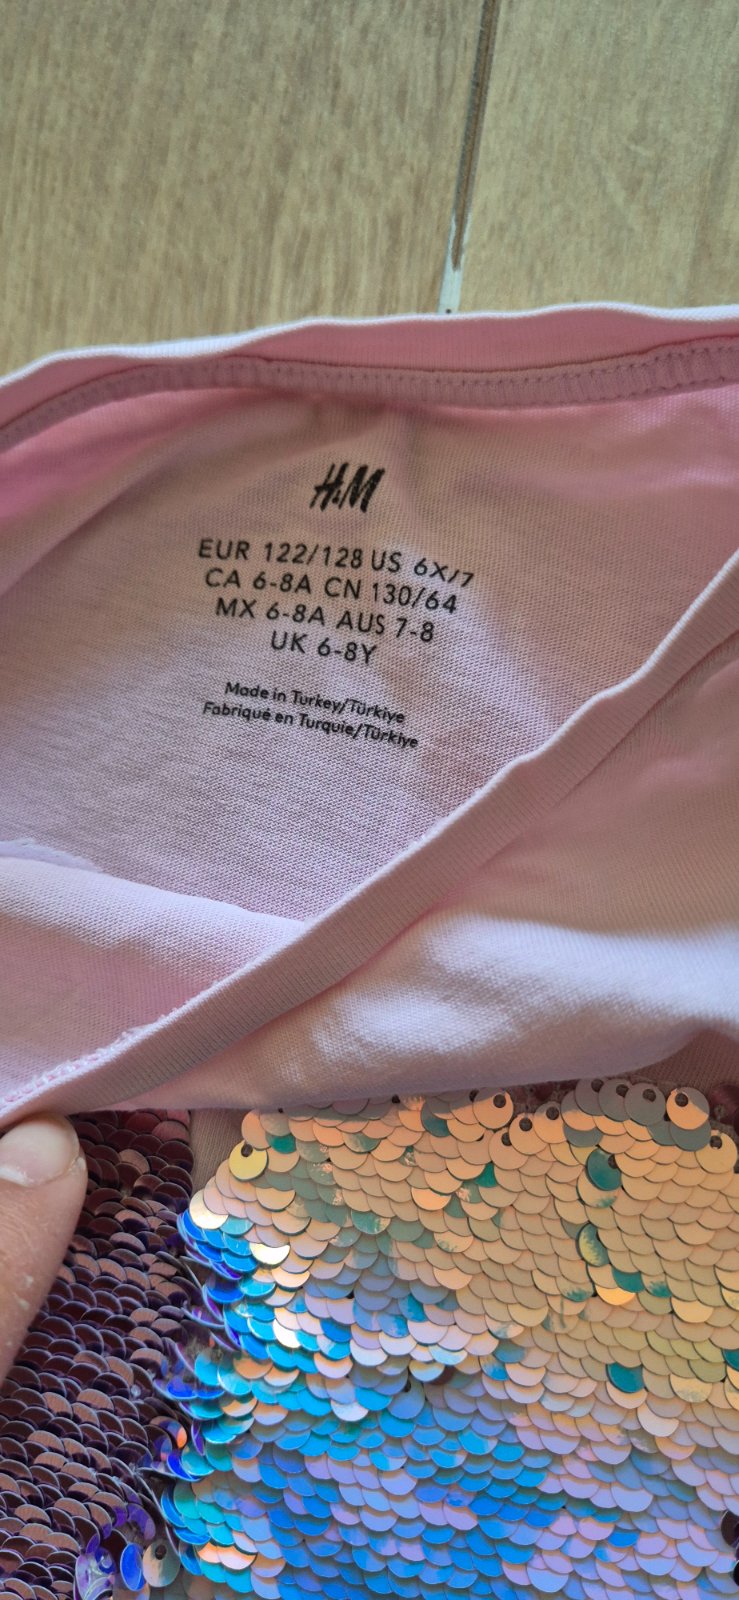 H&M
EUR 122/128 US 6X/7
CA 6-8A CN 130/64
MX 6-8A AUS 7-8
UK 6-8Y
Made in Turkey/Türkiye
Fabriqué en Turquie/Türkiye